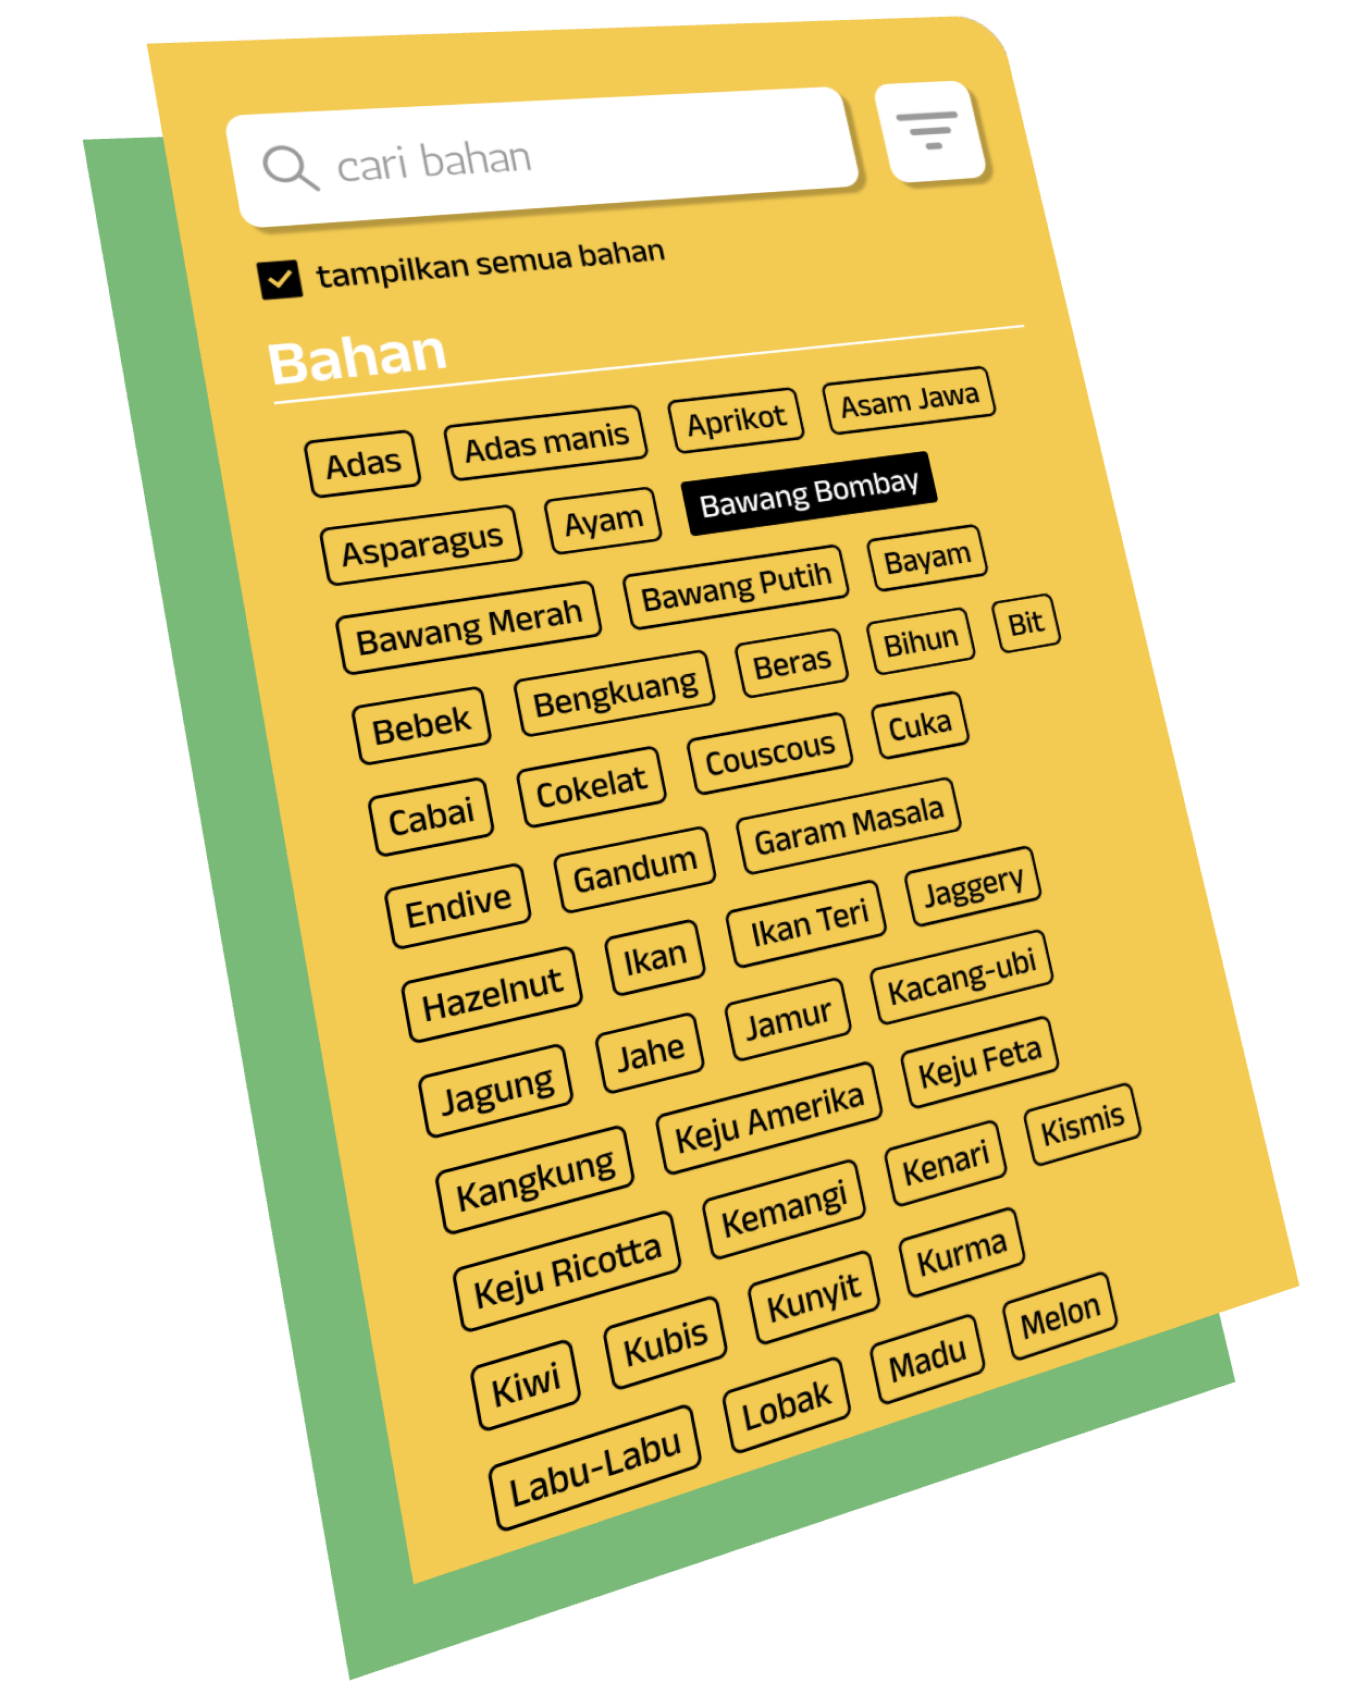 cari bahan
tampilkan semua bahan
Bahan
Adas Adas manis Aprikot Asam Jawa
Asparagus Ayam Bawang Bombay
Bawang Merah Bawang Putih Bayam
Bebek Bengkuang Beras Bihun Bit
Cabai Cokelat Couscous Cuka
Endive Gandum Garam Masala
Hazelnut Ikan Ikan Teri Jaggery
Jagung Jahe Jamur Kacang-ubi
Kangkung Keju Amerika Keju Feta
Keju Ricotta Kemangi Kenari Kismis
Kiwi Kubis Kunyit Kurma
Labu-Labu Lobak Madu Melon